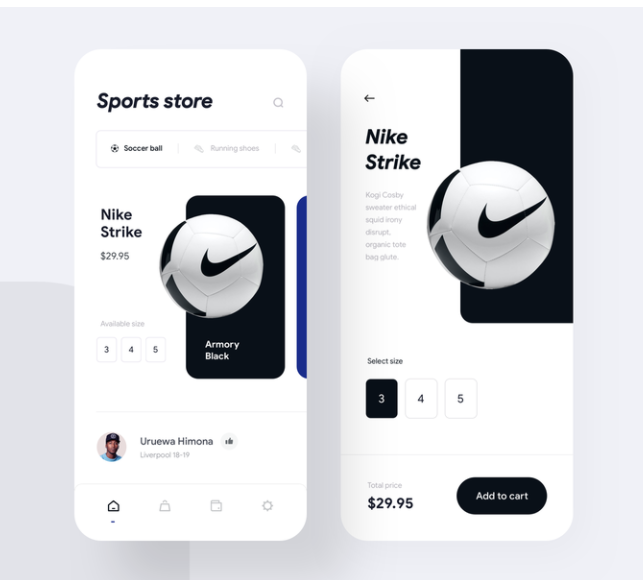 Sports store
Soccer ball
Running shoes
Nike
Strike
$29.95
Available size
3 4 5
Armory
Black
Uruewa Himona
Liverpool 18-19
Nike
Strike
Kogi Cosby
sweater ethical
squid irony
disrupt,
organic tote
bag glute.
Select size
3 4 5
Total price
$29.95
Add to cart